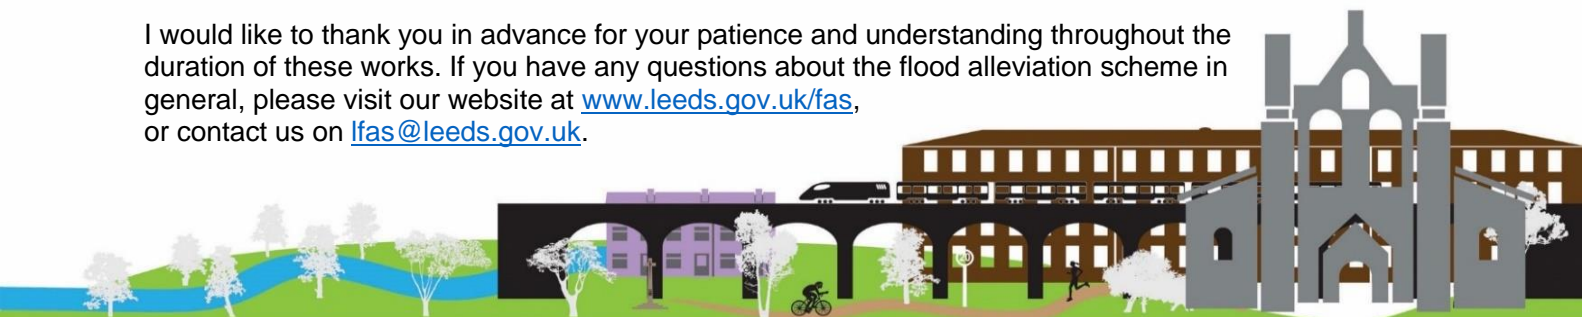 I would like to thank you in advance for your patience and understanding throughout the
duration of these works. If you have any questions about the flood alleviation scheme in
general, please visit our website at www.leeds.gov.uk/fas,
or contact us on lfas@leeds.gov.uk.
20